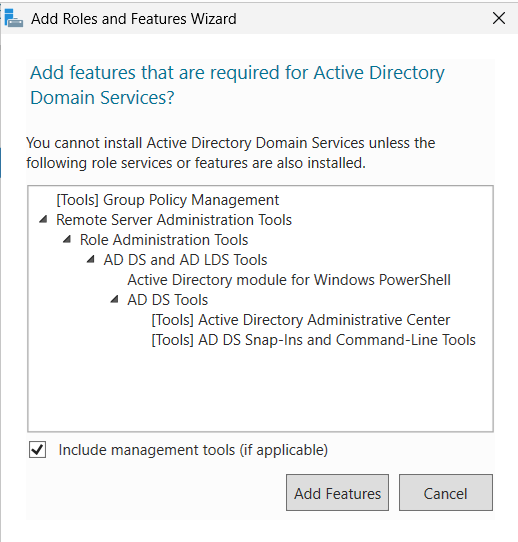 Add Roles and Features Wizard
Add features that are required for Active Directory
Domain Services?
You cannot install Active Directory Domain Services unless the
following role services or features are also installed.
[Tools] Group Policy Management
Remote Server Administration Tools
Role Administration Tools
AD DS and AD LDS Tools
Active Directory module for Windows PowerShell
AD DS Tools
[Tools] Active Directory Administrative Center
[Tools] AD DS Snap-Ins and Command-Line Tools
Include management tools (if applicable)
Add Features
Cancel